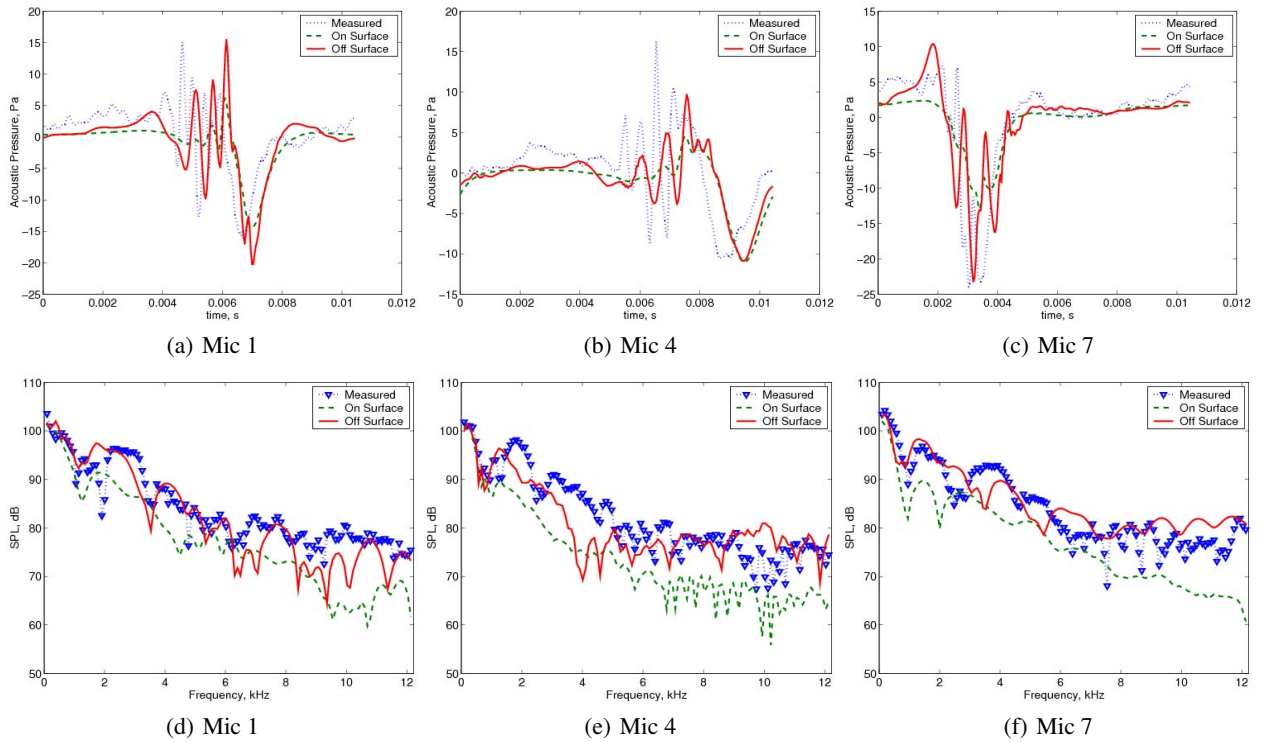 20
15
10
5
0
−5
−10
−15
−20
−25
Acoustic Pressure, Pa
Measured
On Surface
Off Surface
0 0.002 0.004 0.006 0.008 0.01 0.012
time, s
(a) Mic 1
20
15
10
5
0
−5
−10
−15
Acoustic Pressure, Pa
Measured
On Surface
Off Surface
0 0.002 0.004 0.006 0.008 0.01 0.012
time, s
(b) Mic 4
15
10
5
0
−5
−10
−15
−20
−25
Acoustic Pressure, Pa
Measured
On Surface
Off Surface
0 0.002 0.004 0.006 0.008 0.01 0.012
time, s
(c) Mic 7
110
100
90
80
70
60
50
SPL, dB
Measured
On Surface
Off Surface
0 2 4 6 8 10 12
Frequency, kHz
(d) Mic 1
110
100
90
80
70
60
50
SPL, dB
Measured
On Surface
Off Surface
0 2 4 6 8 10 12
Frequency, kHz
(e) Mic 4
110
100
90
80
70
60
50
SPL, dB
Measured
On Surface
Off Surface
0 2 4 6 8 10 12
Frequency, kHz
(f) Mic 7